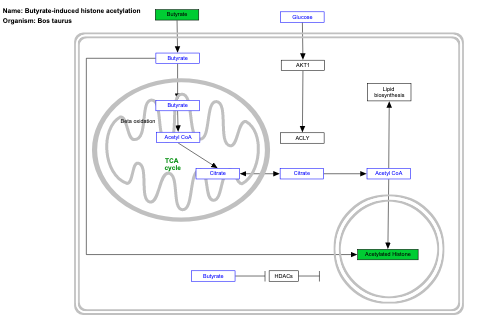 Name: Butyrate-induced histone acetylation
Organism: Bos taurus
Butyrate
Glucose
Butyrate
AKT1
Lipid
biosynthesis
Butyrate
Beta oxidation
Acetyl CoA
ACLY
TCA
cycle
Citrate
Citrate
Acetyl CoA
Acetylated Histone
Butyrate
HDACs